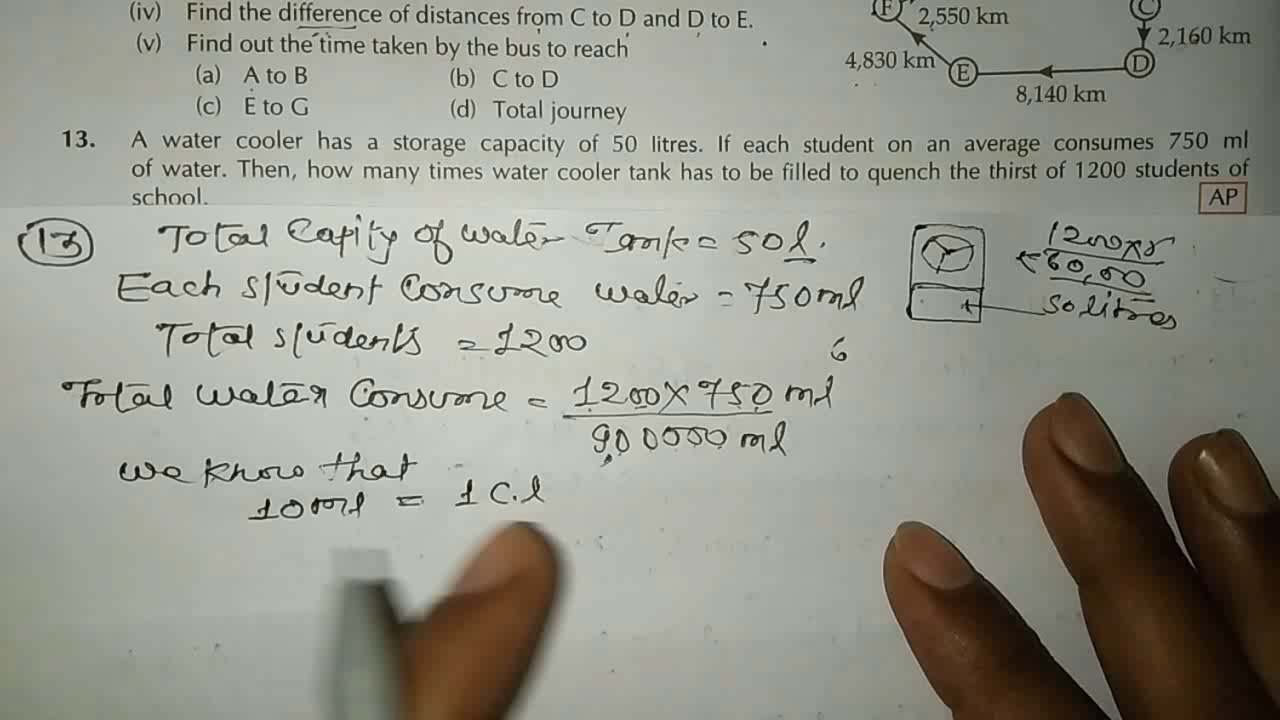 (iv) Find the difference of distances from C to D and D to E.
(v) Find out the time taken by the bus to reach
(a) A to B (b) C to D
(c) E to G (d) Total journey
F 2,550 km C
2,160 km
4,830 km E D
8,140 km
13. A water cooler has a storage capacity of 50 litres. If each student on an average consumes 750 ml
of water. Then, how many times water cooler tank has to be filled to quench the thirst of 1200 students of
school.
AP
13 Total Capity of water Tank = 50 l.
Each student Consume water = 750 ml
Total students = 1200
6
Total water Consume = 1200 X 750 ml
900000 ml
we know that
10 ml = 1 C.l
50 litres